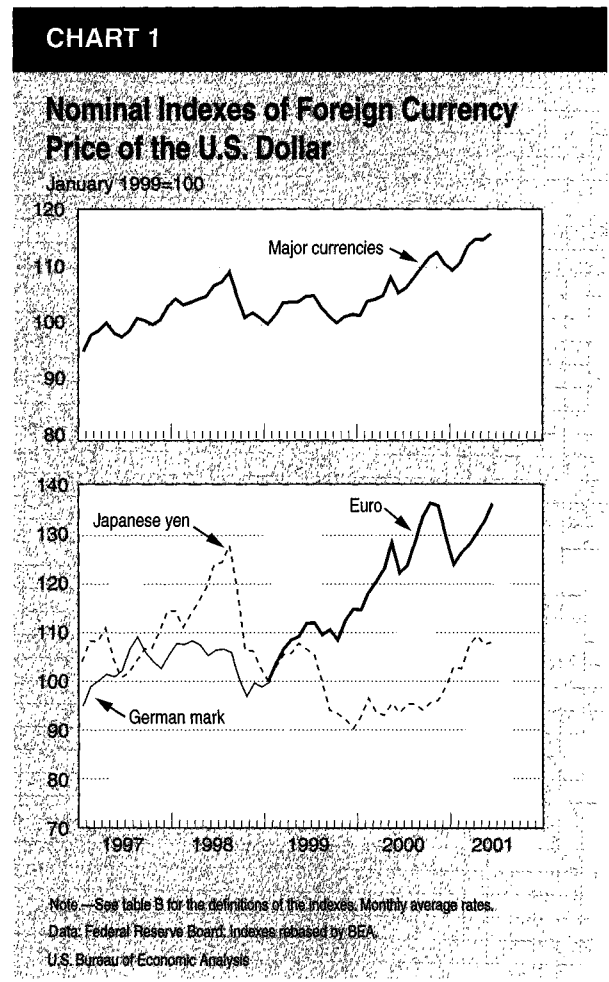 CHART 1
Nominal Indexes of Foreign Currency
Price of the U.S. Dollar
January 1999=100
120
Major currencies
110
100
90
80
140
Euro
Japanese yen
130
120
110
100
German mark
90
80
70
1997 1998 1999 2000 2001
Note.—See table B for the definitions of the indexes. Monthly average rates.
Data: Federal Reserve Board. Indexes rebased by BEA.
U.S. Bureau of Economic Analysis